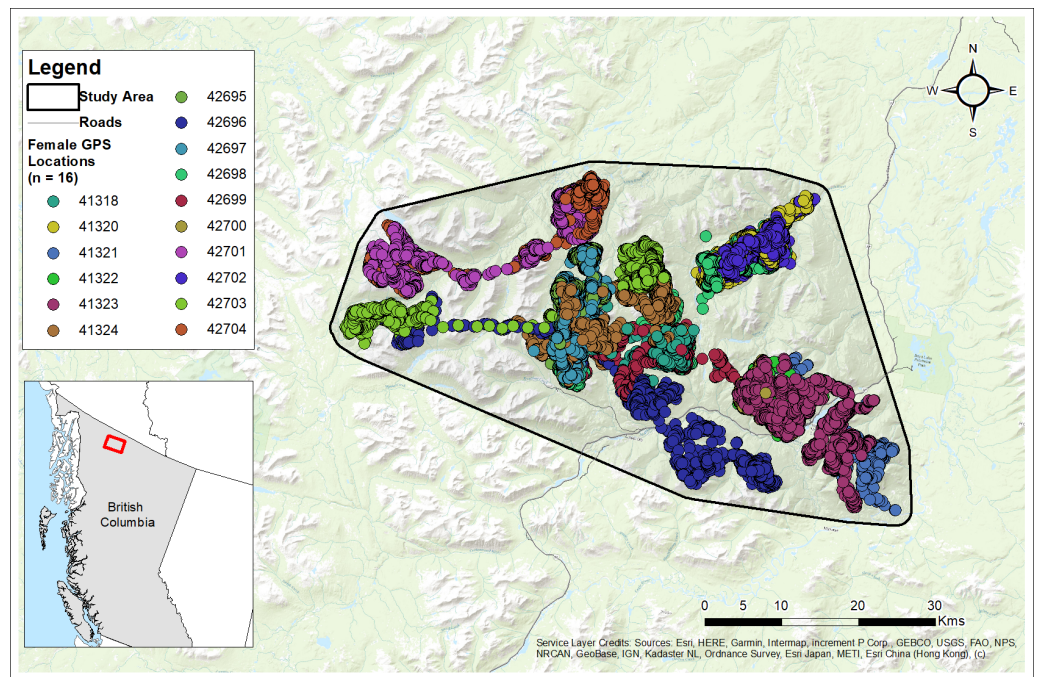 Legend
Study Area
Roads
Female GPS
Locations
(n = 16)
41318
41320
41321
41322
41323
41324
42695
42696
42697
42698
42699
42700
42701
42702
42703
42704
N
W E
S
British
Columbia
0 5 10 20 30
Kms
Service Layer Credits: Sources: Esri, HERE, Garmin, Intermap, increment P Corp., GEBCO, USGS, FAO, NPS,
NRCAN, GeoBase, IGN, Kadaster NL, Ordnance Survey, Esri Japan, METI, Esri China (Hong Kong), (c)